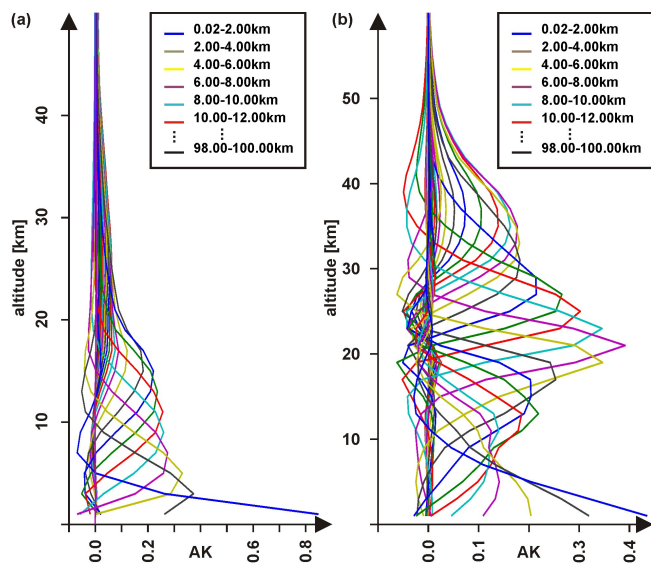 (a)
0.02-2.00km
2.00-4.00km
4.00-6.00km
6.00-8.00km
8.00-10.00km
10.00-12.00km
⋮ ⋮
98.00-100.00km
altitude [km]
40
30
20
10
0.0
0.2
AK
0.4
0.6
0.8
(b)
0.02-2.00km
2.00-4.00km
4.00-6.00km
6.00-8.00km
8.00-10.00km
10.00-12.00km
⋮ ⋮
98.00-100.00km
altitude [km]
50
40
30
20
10
0.0
0.1
AK
0.2
0.3
0.4